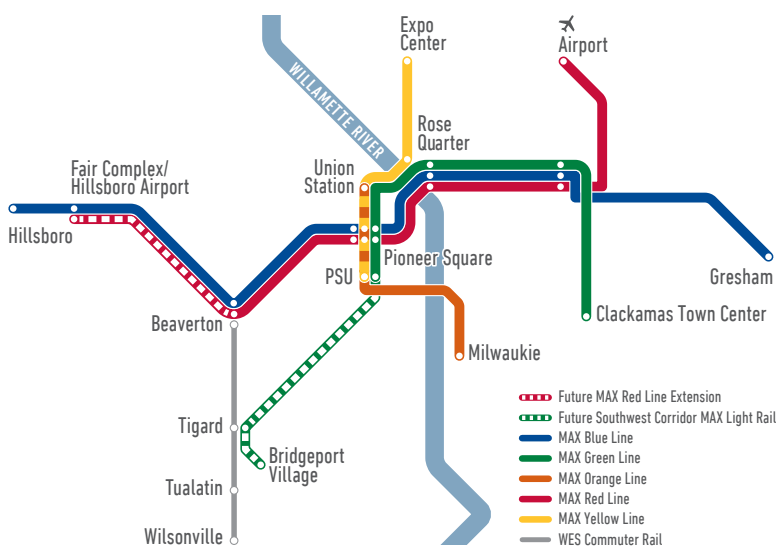 Expo
Center
Airport
WILLAMETTE RIVER
Rose
Quarter
Fair Complex/
Hillsboro Airport
Union
Station
Hillsboro
Pioneer Square
PSU
Gresham
Beaverton
Clackamas Town Center
Milwaukie
Tigard
Bridgeport
Village
Tualatin
Wilsonville
Future MAX Red Line Extension
Future Southwest Corridor MAX Light Rail
MAX Blue Line
MAX Green Line
MAX Orange Line
MAX Red Line
MAX Yellow Line
WES Commuter Rail